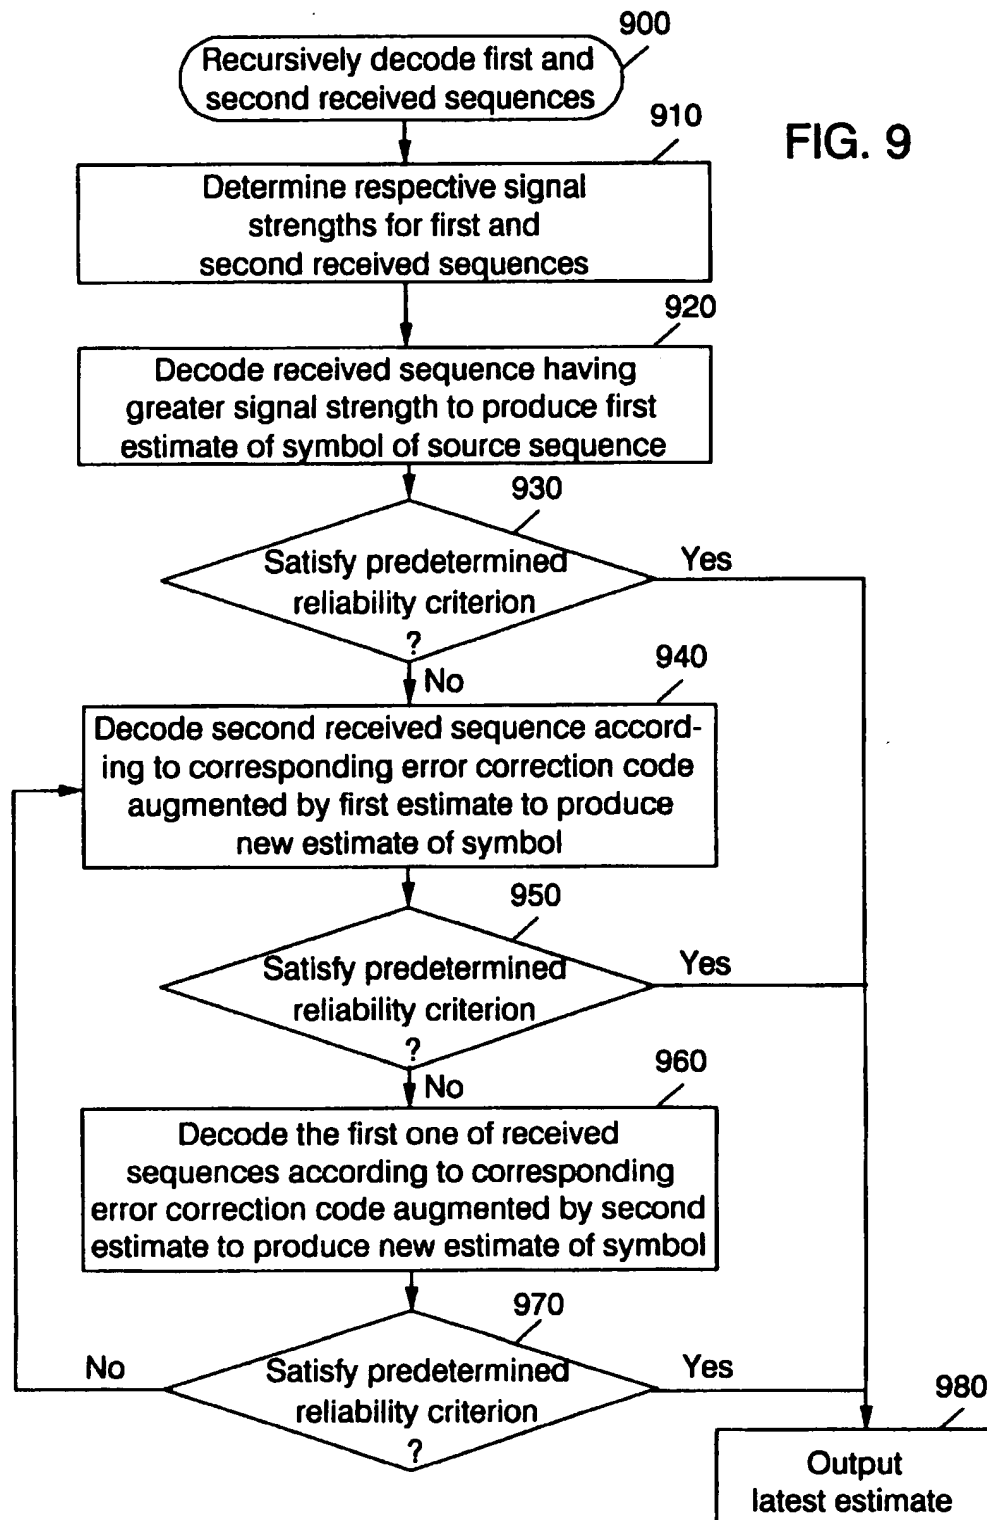 900
Recursively decode first and
second received sequences
FIG. 9
910
Determine respective signal
strengths for first and
second received sequences
920
Decode received sequence having
greater signal strength to produce first
estimate of symbol of source sequence
930
Satisfy predetermined
reliability criterion
?
Yes
No
940
Decode second received sequence accord-
ing to corresponding error correction code
augmented by first estimate to produce
new estimate of symbol
950
Satisfy predetermined
reliability criterion
?
Yes
No
960
Decode the first one of received
sequences according to corresponding
error correction code augmented by second
estimate to produce new estimate of symbol
970
No
Satisfy predetermined
reliability criterion
?
Yes
980
Output
latest estimate